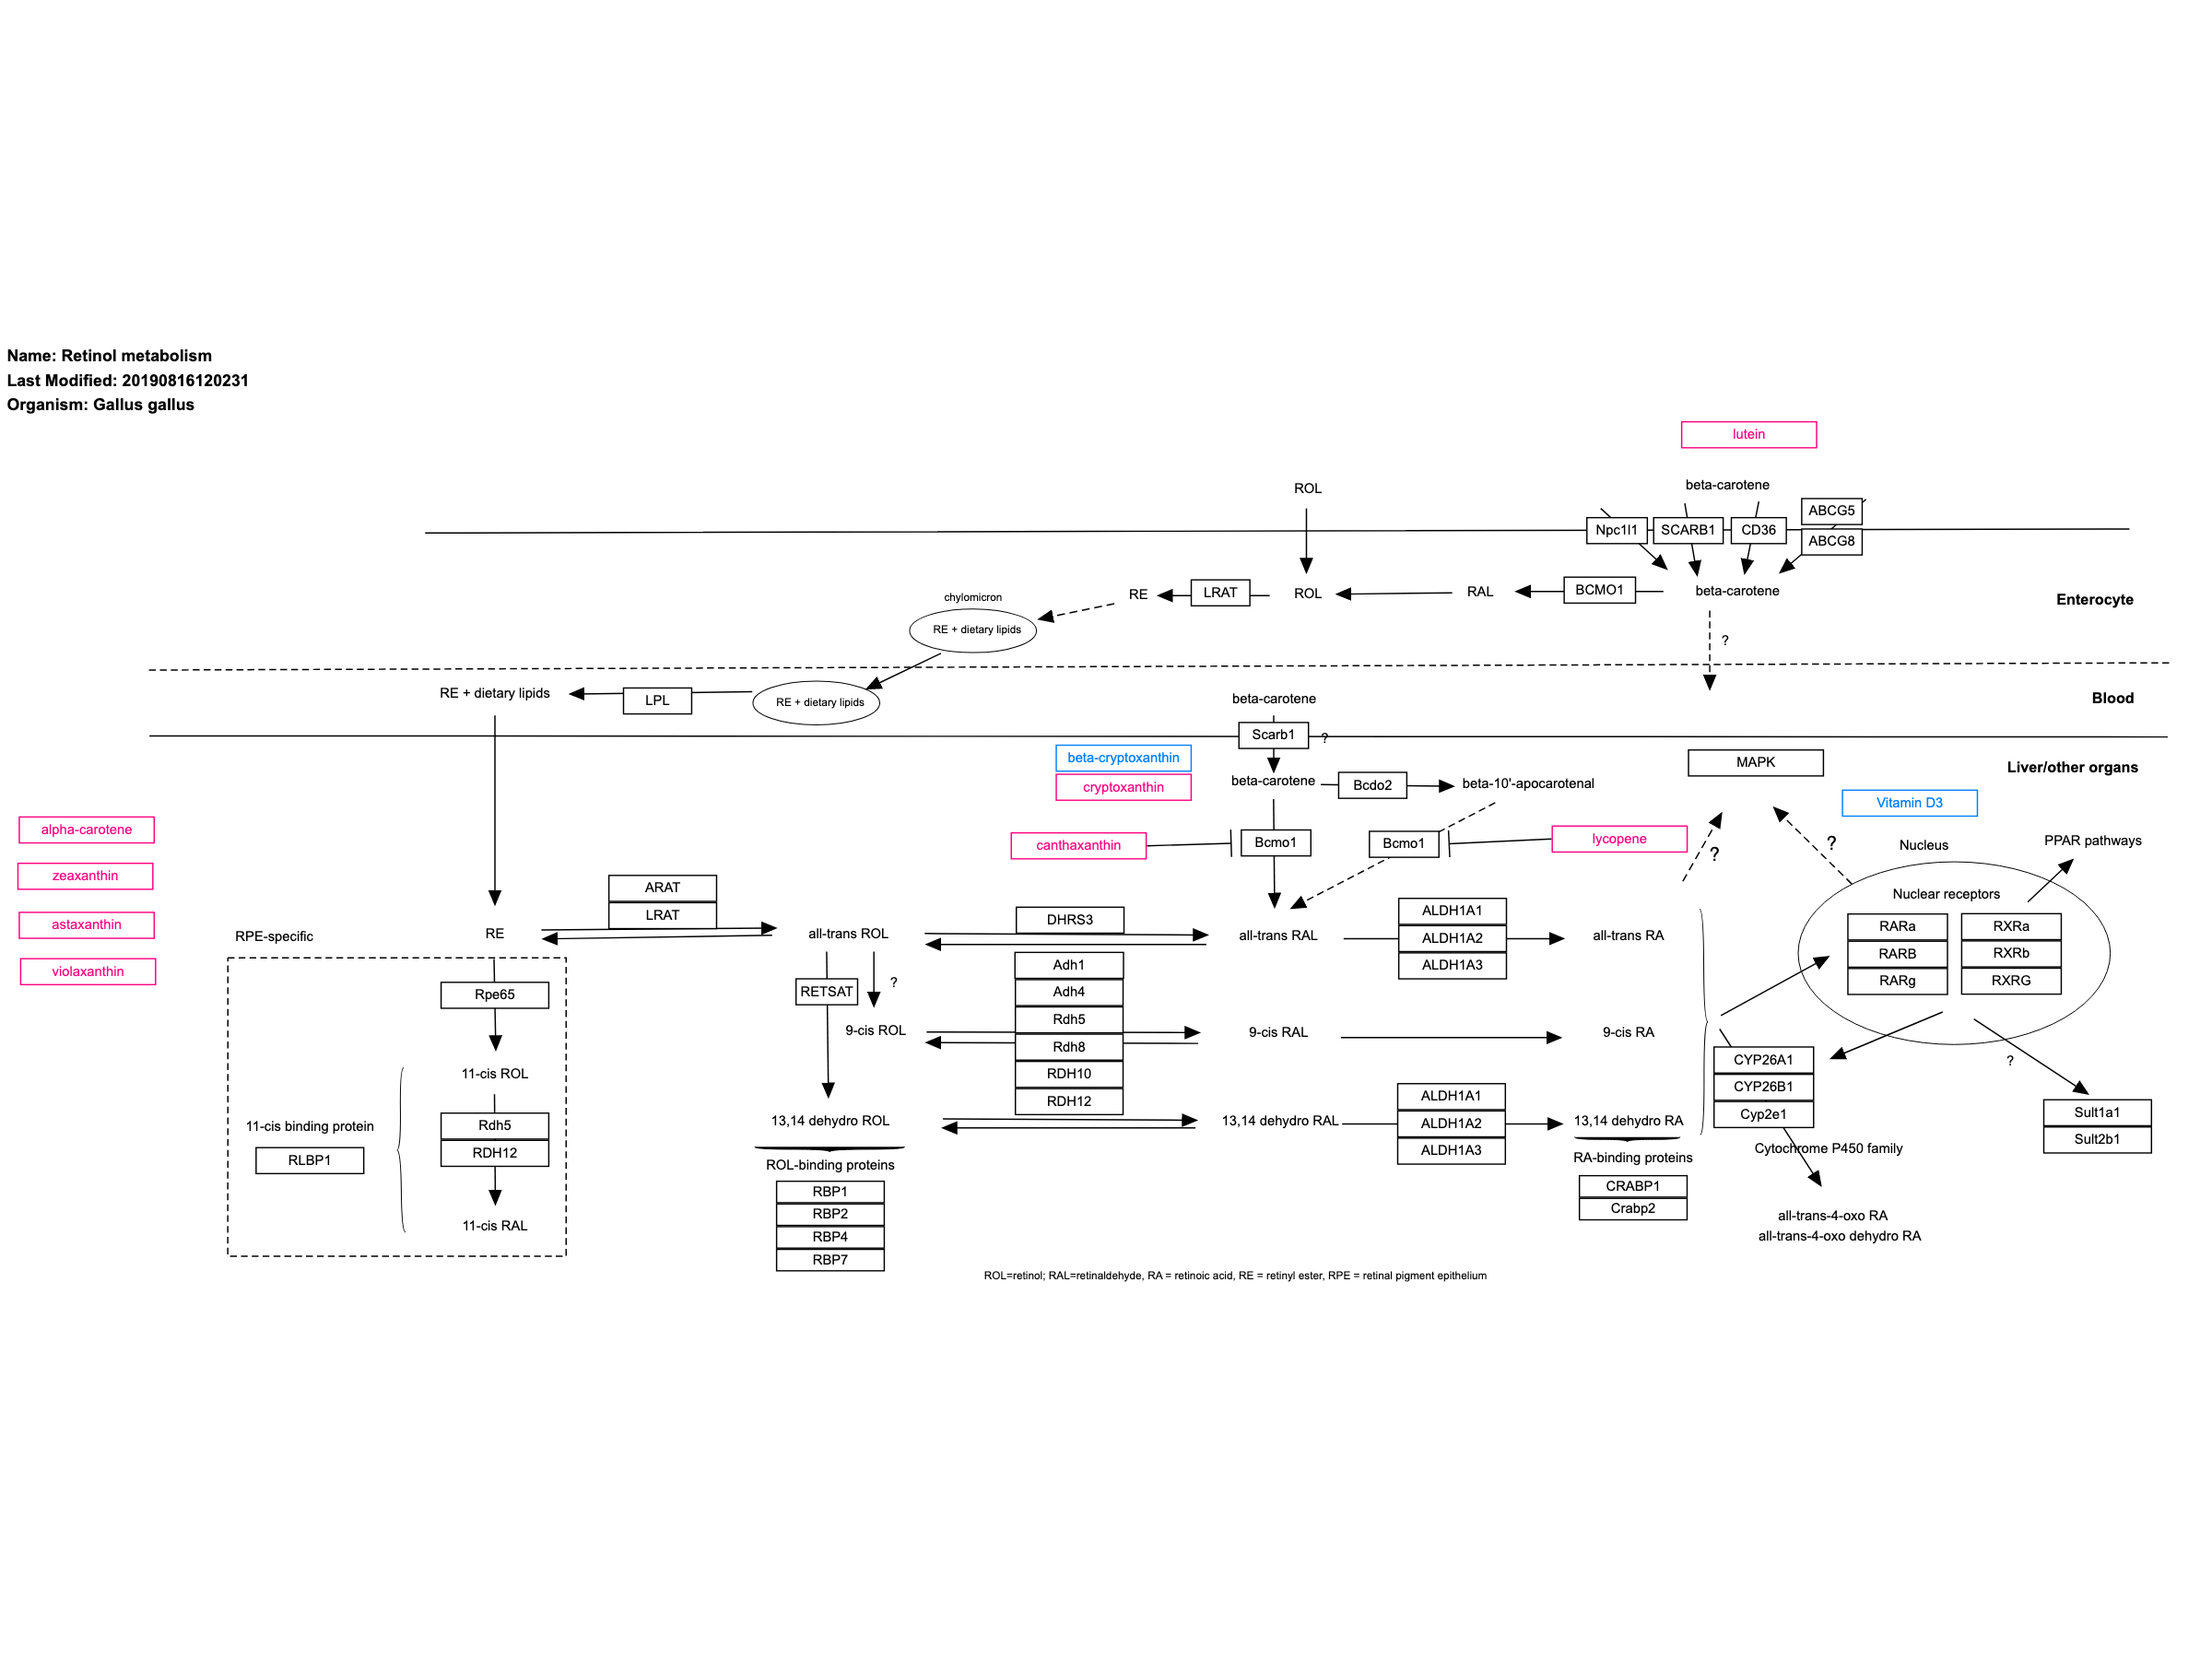 Name: Retinol metabolism
Last Modified: 20190816120231
Organism: Gallus gallus
lutein
ROL
beta-carotene
Npc1l1
SCARB1
CD36
ABCG5
ABCG8
RE
LRAT
ROL
RAL
BCMO1
beta-carotene
Enterocyte
chylomicron
RE + dietary lipids
?
RE + dietary lipids
LPL
RE + dietary lipids
beta-carotene
Blood
Scarb1
?
beta-cryptoxanthin
cryptoxanthin
beta-carotene
Bcdo2
beta-10'-apocarotenal
MAPK
Liver/other organs
Vitamin D3
alpha-carotene
zeaxanthin
astaxanthin
violaxanthin
canthaxanthin
Bcmo1
Bcmo1
lycopene
?
?
Nucleus
PPAR pathways
Nuclear receptors
RARa
RARB
RARg
RXRa
RXRb
RXRG
RPE-specific
RE
ARAT
LRAT
all-trans ROL
DHRS3
all-trans RAL
ALDH1A1
ALDH1A2
ALDH1A3
all-trans RA
Rpe65
RETSAT
?
Adh1
Adh4
Rdh5
Rdh8
RDH10
RDH12
9-cis ROL
9-cis RAL
9-cis RA
11-cis ROL
11-cis binding protein
RLBP1
Rdh5
RDH12
11-cis RAL
13,14 dehydro ROL
13,14 dehydro RAL
ALDH1A1
ALDH1A2
ALDH1A3
13,14 dehydro RA
CYP26A1
CYP26B1
Cyp2e1
Cytochrome P450 family
?
Sult1a1
Sult2b1
ROL-binding proteins
RBP1
RBP2
RBP4
RBP7
RA-binding proteins
CRABP1
Crabp2
all-trans-4-oxo RA
all-trans-4-oxo dehydro RA
ROL=retinol; RAL=retinaldehyde, RA = retinoic acid, RE = retinyl ester, RPE = retinal pigment epithelium